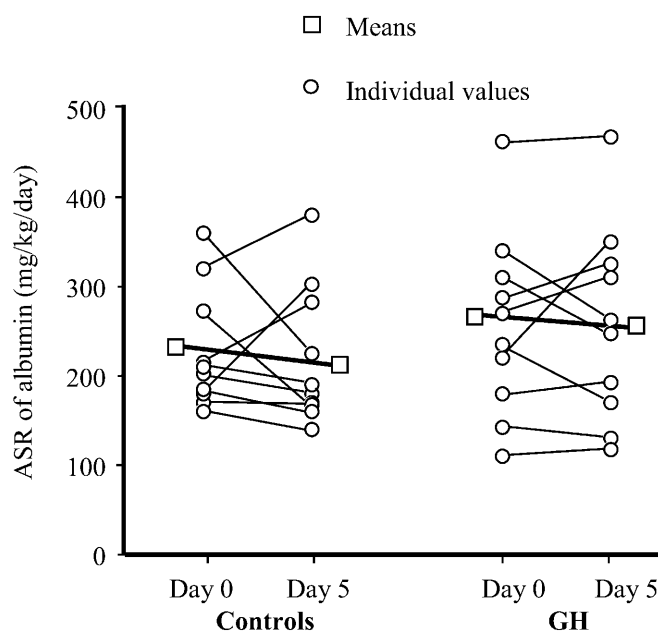 Means
Individual values
ASR of albumin (mg/kg/day)
500
400
300
200
100
0
Day 0 Day 5 Day 0 Day 5
Controls GH